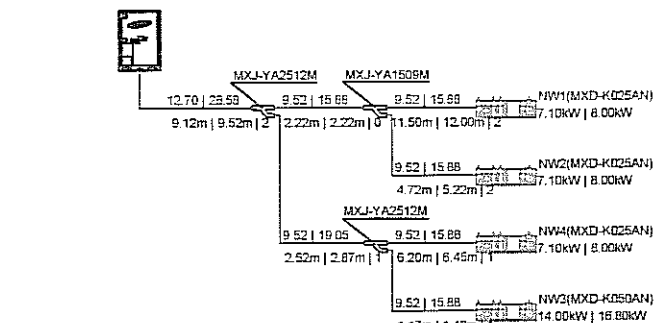 MXJ-YA2512M MXJ-YA1509M
12.70 | 28.58 9.52 | 15.88 9.52 | 15.88 NW1(MXD-K025AN)
9.12m | 9.52m | 2 2.22m | 2.22m | 0 11.50m | 12.00m | 2 7.10kW | 8.00kW
9.52 | 15.88 NW2(MXD-K025AN)
4.72m | 5.22m | 2 7.10kW | 8.00kW
MXJ-YA2512M
9.52 | 19.05 9.52 | 15.88 NW4(MXD-K025AN)
2.52m | 2.87m | 1 6.20m | 6.45m | 1 7.10kW | 8.00kW
9.52 | 15.88 NW3(MXD-K050AN)
14.00kW | 16.80kW